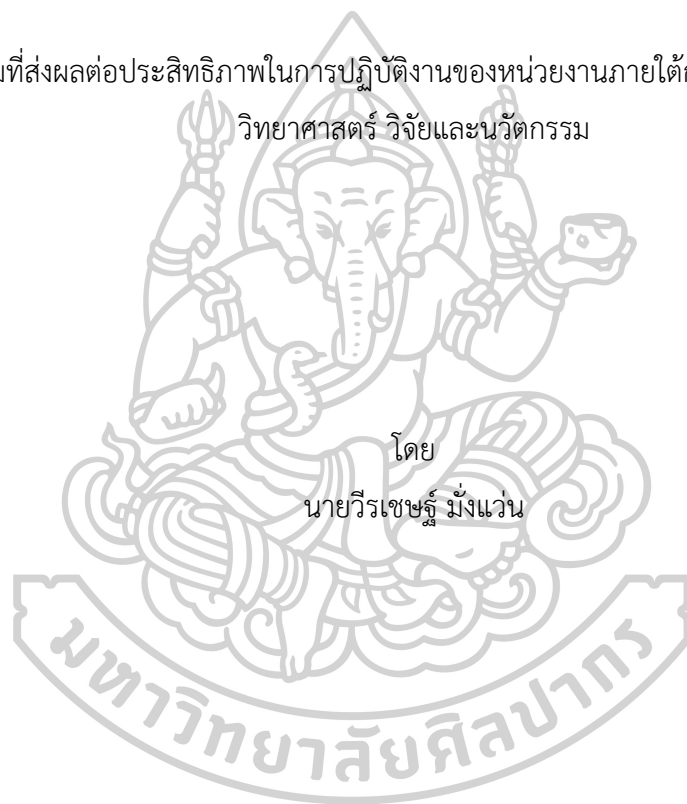 ที่ส่งผลต่อประสิทธิภาพในการปฏิบัติงานของหน่วยงานภายใต้
วิทยาศาสตร์ วิจัยและนวัตกรรม
โดย
นายวีรเชษฐ์ มั่งแว่น
มหาวิทยาลัยศิลปากร